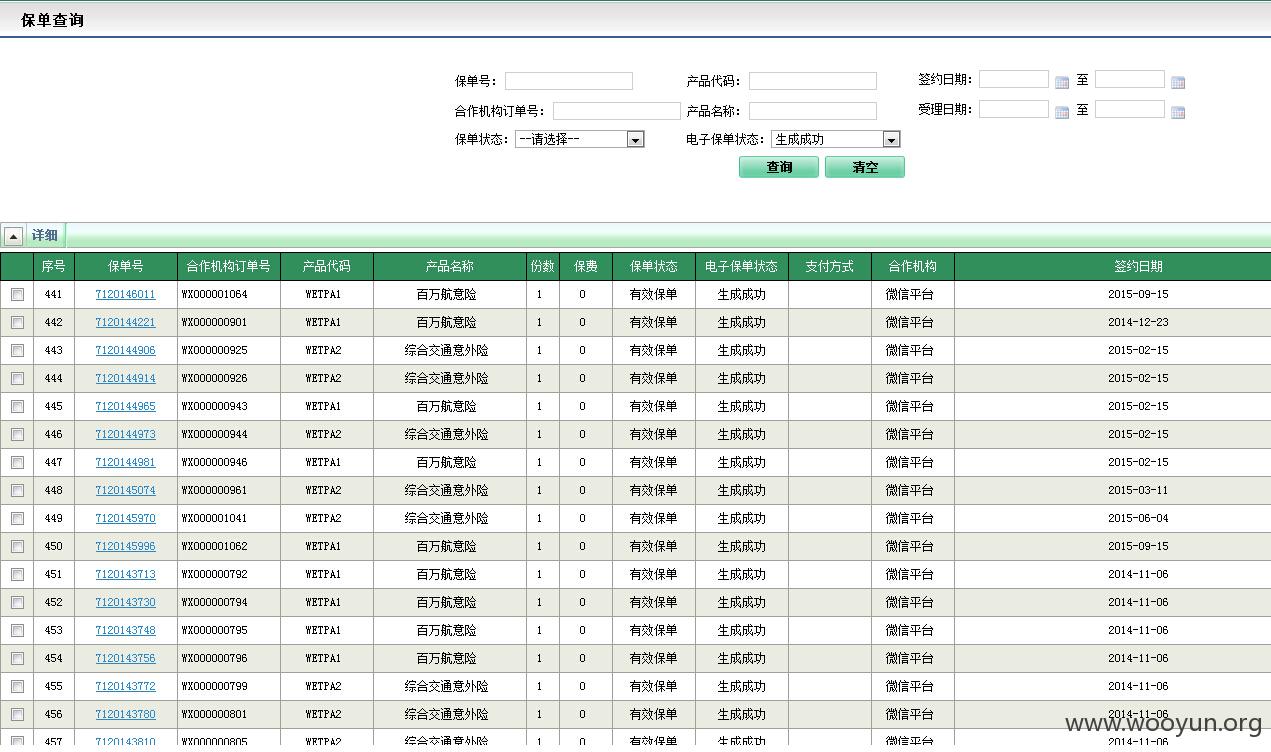 保单查询
保单号： 产品代码： 签约日期： 至
合作机构订单号： 产品名称： 受理日期： 至
保单状态： --请选择-- 电子保单状态： 生成成功
查询 清空
详细
序号 保单号 合作机构订单号 产品代码 产品名称 份数 保费 保单状态 电子保单状态 支付方式 合作机构 签约日期
441 7120146011 WX000001064 WETPA1 百万航意险 1 0 有效保单 生成成功 微信平台 2015-09-15
442 7120144221 WX000000901 WETPA1 百万航意险 1 0 有效保单 生成成功 微信平台 2014-12-23
443 7120144906 WX000000925 WETPA2 综合交通意外险 1 0 有效保单 生成成功 微信平台 2015-02-15
444 7120144914 WX000000926 WETPA2 综合交通意外险 1 0 有效保单 生成成功 微信平台 2015-02-15
445 7120144965 WX000000943 WETPA1 百万航意险 1 0 有效保单 生成成功 微信平台 2015-02-15
446 7120144973 WX000000944 WETPA2 综合交通意外险 1 0 有效保单 生成成功 微信平台 2015-02-15
447 7120144981 WX000000946 WETPA1 百万航意险 1 0 有效保单 生成成功 微信平台 2015-02-15
448 7120145074 WX000000961 WETPA2 综合交通意外险 1 0 有效保单 生成成功 微信平台 2015-03-11
449 7120145970 WX000001041 WETPA2 综合交通意外险 1 0 有效保单 生成成功 微信平台 2015-06-04
450 7120145996 WX000001062 WETPA1 百万航意险 1 0 有效保单 生成成功 微信平台 2015-09-15
451 7120143713 WX000000792 WETPA1 百万航意险 1 0 有效保单 生成成功 微信平台 2014-11-06
452 7120143730 WX000000794 WETPA1 百万航意险 1 0 有效保单 生成成功 微信平台 2014-11-06
453 7120143748 WX000000795 WETPA1 百万航意险 1 0 有效保单 生成成功 微信平台 2014-11-06
454 7120143756 WX000000796 WETPA1 百万航意险 1 0 有效保单 生成成功 微信平台 2014-11-06
455 7120143772 WX000000799 WETPA2 综合交通意外险 1 0 有效保单 生成成功 微信平台 2014-11-06
456 7120143780 WX000000801 WETPA2 综合交通意外险 1 0 有效保单 生成成功 微信平台 2014-11-06
457 7120143810 WX000000805 WETPA2 综合交通意外险 1 0 有效保单 生成成功 微信平台 2014-11-06
www.wooyun.org